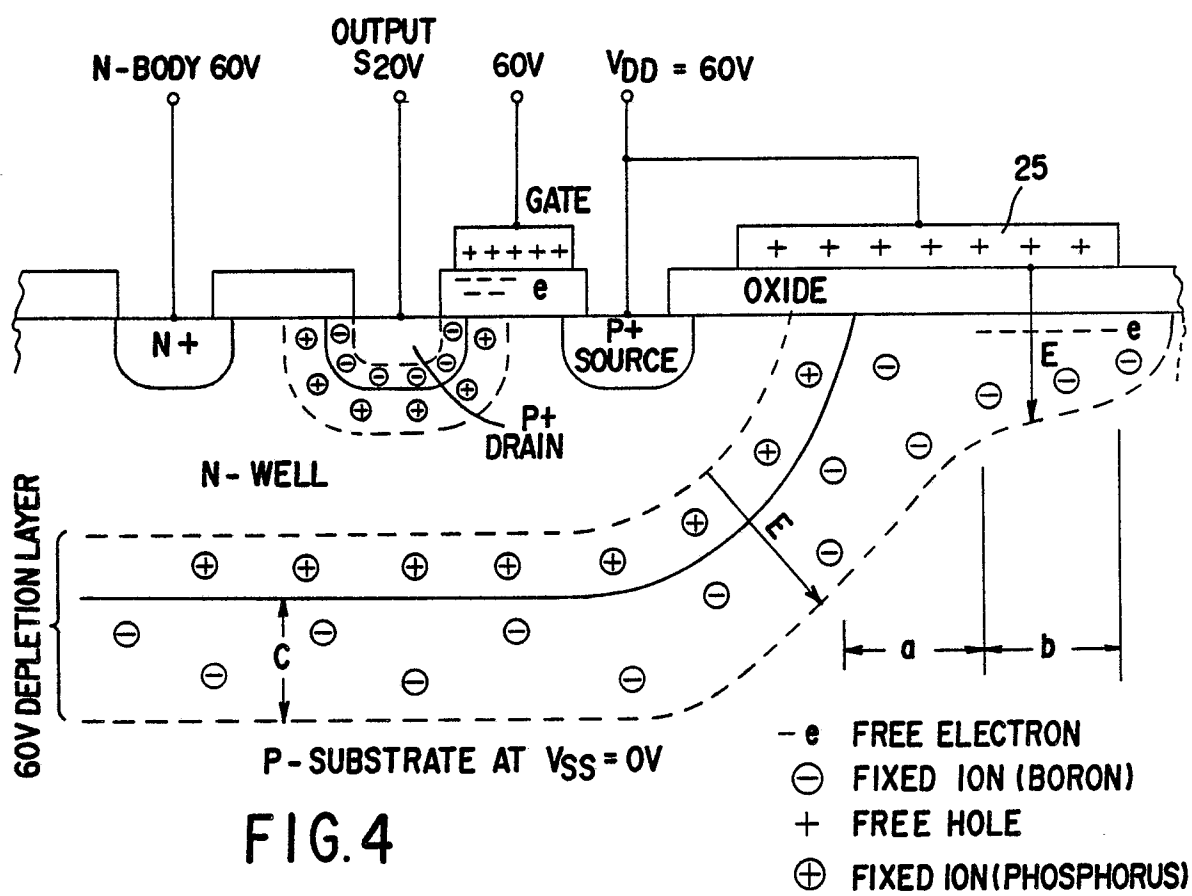 OUTPUT
N-BODY 60V S20V 60V VDD = 60V
25
GATE
+ + + + + + + + + + + +
e OXIDE
N+ P+ SOURCE e
E
P+ DRAIN
N-WELL
E
60V DEPLETION LAYER
C
a b
P-SUBSTRATE AT VSS=0V
-e FREE ELECTRON
⊖ FIXED ION (BORON)
+ FREE HOLE
⊕ FIXED ION (PHOSPHORUS)
FIG. 4